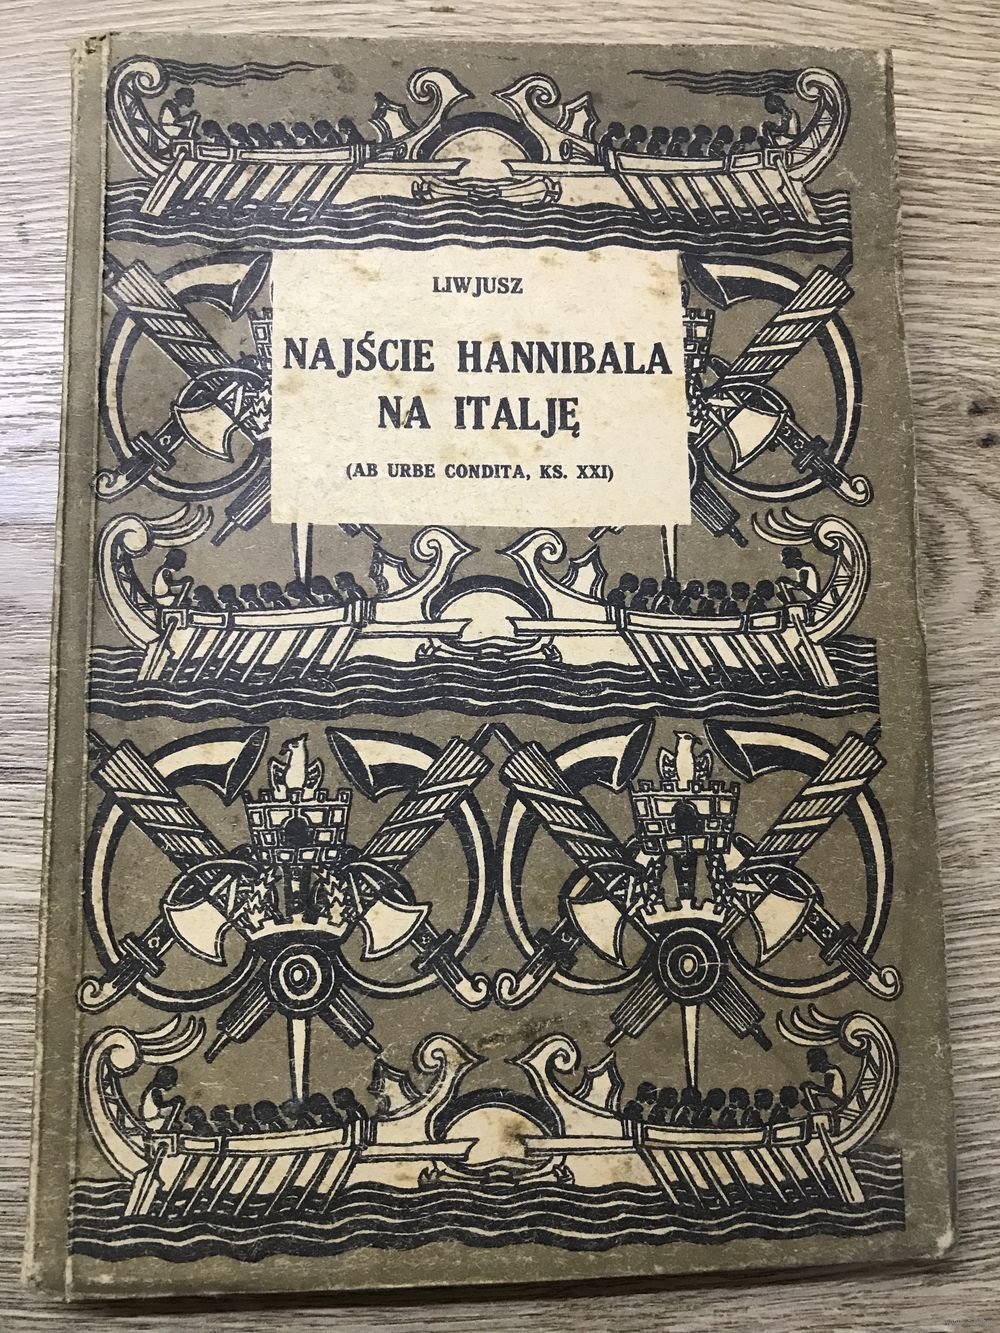 LIWJUSZ
NAJŚCIE HANNIBALA
NA ITALJĘ
(AB URBE CONDITA, KS. XXI)